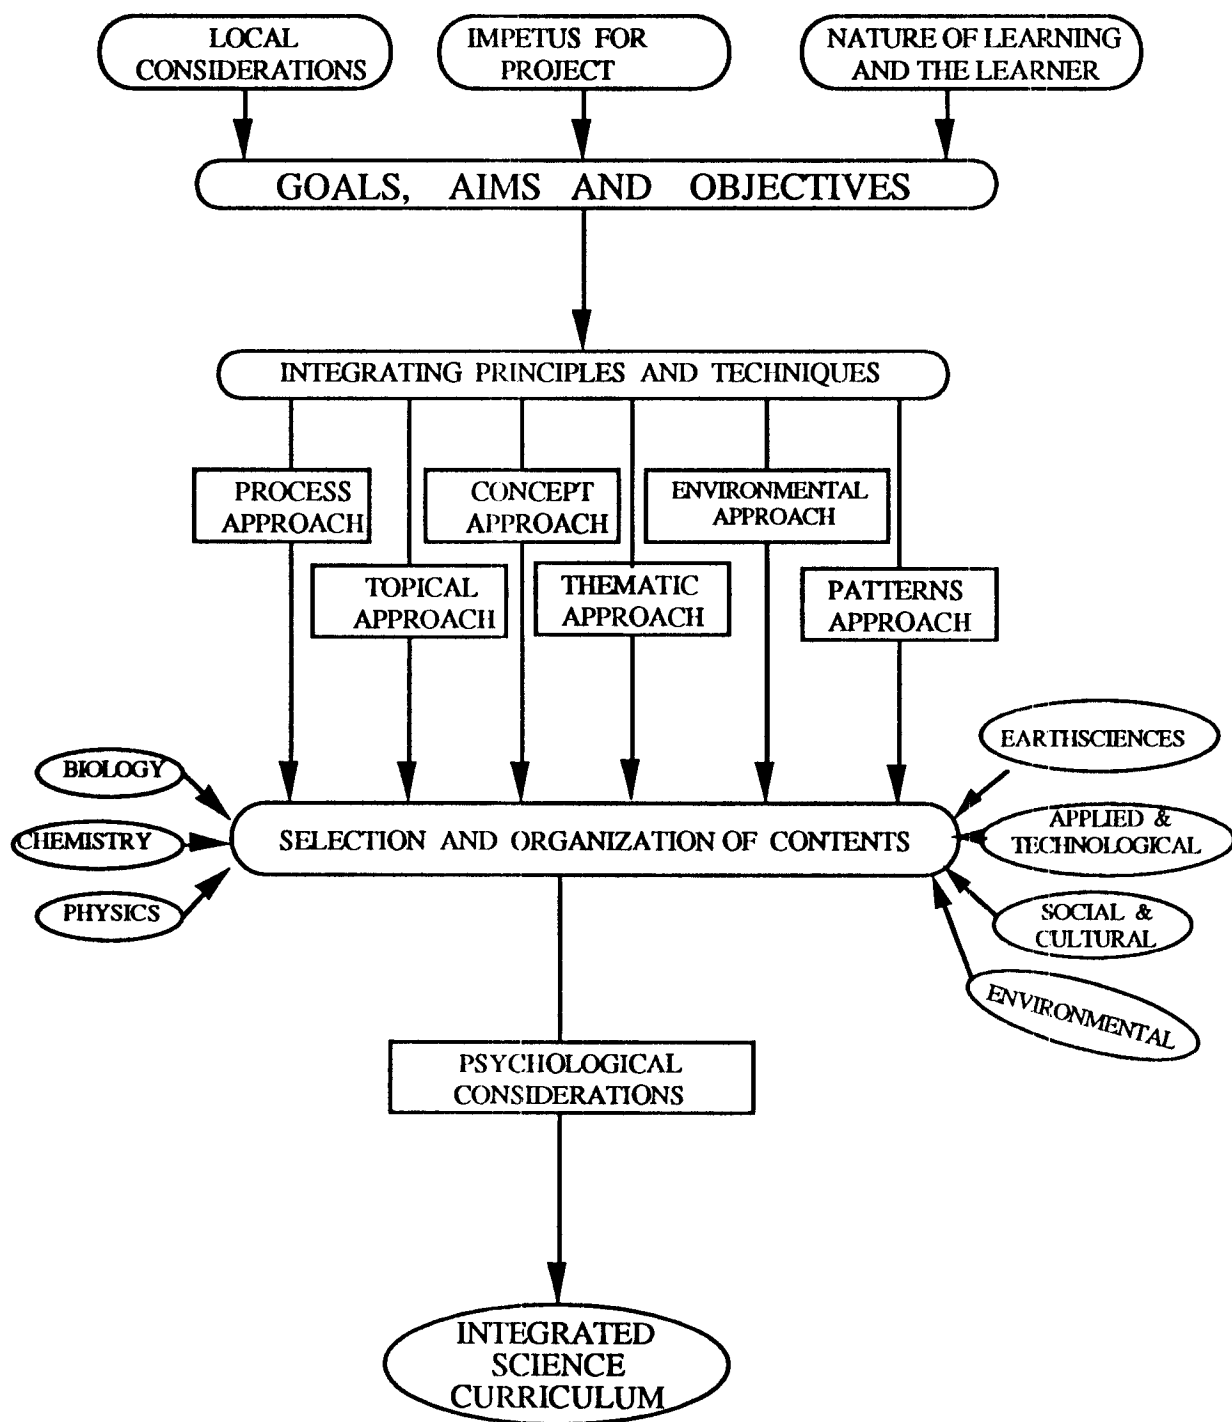 LOCAL
CONSIDERATIONS
IMPETUS FOR
PROJECT
NATURE OF LEARNING
AND THE LEARNER
GOALS, AIMS AND OBJECTIVES
INTEGRATING PRINCIPLES AND TECHNIQUES
PROCESS
APPROACH
CONCEPT
APPROACH
ENVIRONMENTAL
APPROACH
TOPICAL
APPROACH
THEMATIC
APPROACH
PATTERNS
APPROACH
BIOLOGY
CHEMISTRY
PHYSICS
SELECTION AND ORGANIZATION OF CONTENTS
EARTHSCIENCES
APPLIED &
TECHNOLOGICAL
SOCIAL &
CULTURAL
ENVIRONMENTAL
PSYCHOLOGICAL
CONSIDERATIONS
INTEGRATED
SCIENCE
CURRICULUM